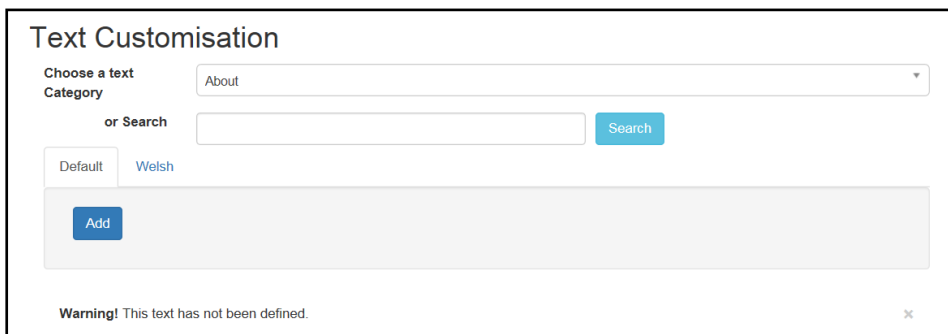 Text Customisation
Choose a text
Category
About
or Search
Search
Default Welsh
Add
Warning! This text has not been defined.
×